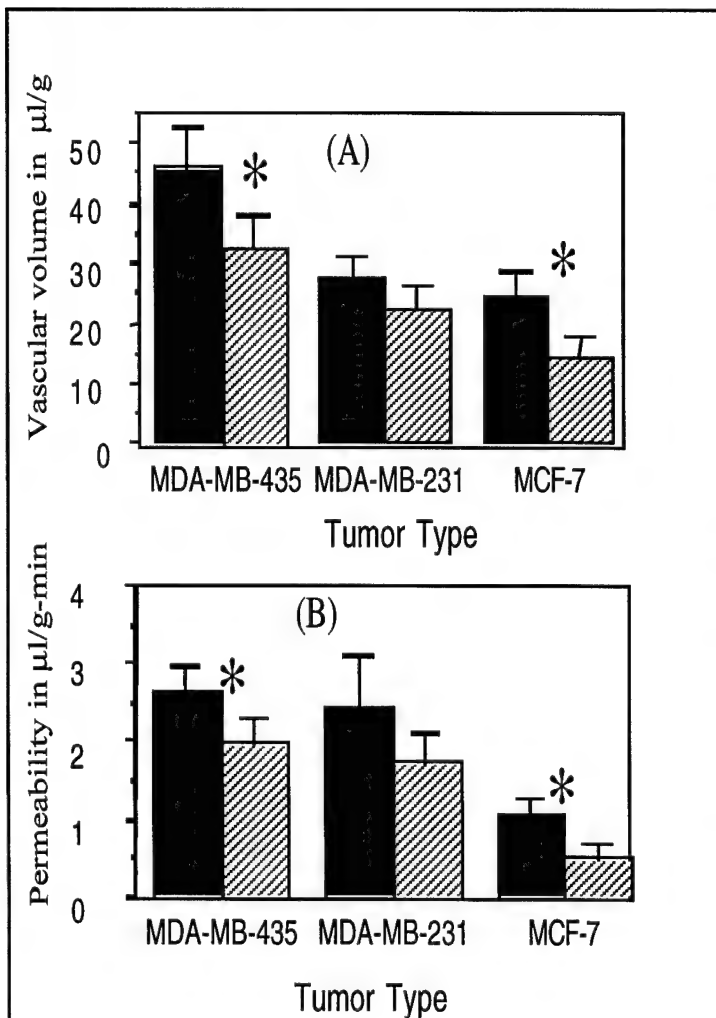 Vascular volume in µl/g
50
40
30
20
10
0
(A)
*
*
MDA-MB-435 MDA-MB-231 MCF-7
Tumor Type
Permeability in µl/g-min
4
3
2
1
0
(B)
*
*
MDA-MB-435 MDA-MB-231 MCF-7
Tumor Type